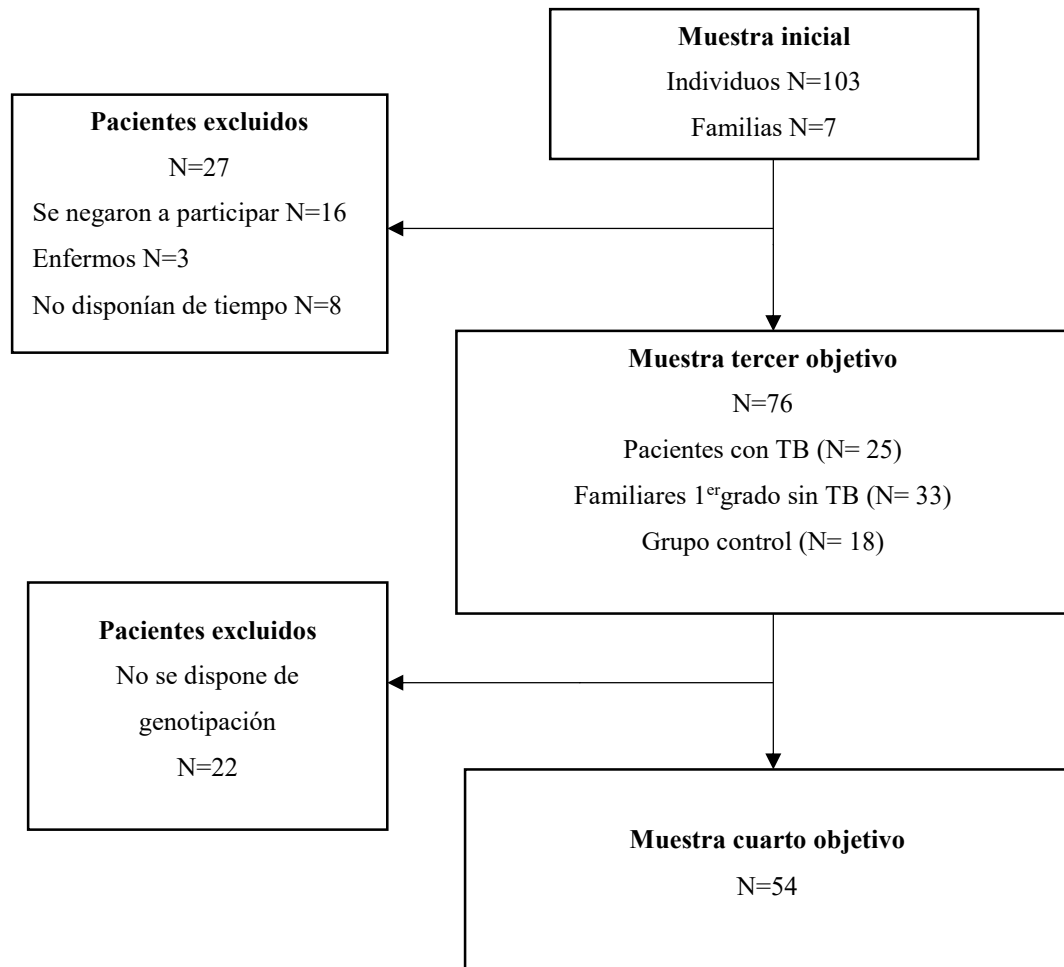 Muestra inicial
Individuos N=103
Familias N=7
Pacientes excluidos
N=27
Se negaron a participar N=16
Enfermos N=3
No disponían de tiempo N=8
Muestra tercer objetivo
N=76
Pacientes con TB (N= 25)
Familiares 1ergrado sin TB (N= 33)
Grupo control (N= 18)
Pacientes excluidos
No se dispone de
genotipación
N=22
Muestra cuarto objetivo
N=54